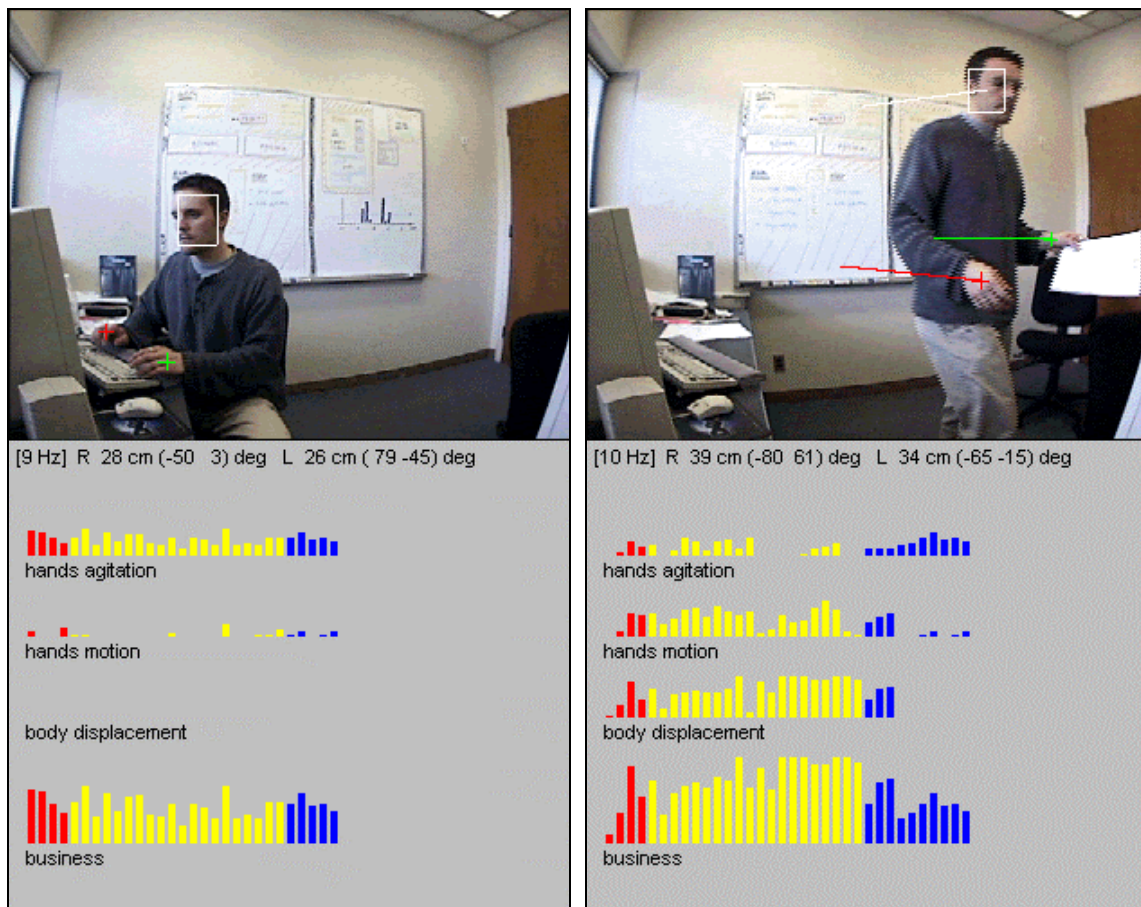 [9 Hz] R 28 cm (-50 3) deg L 26 cm ( 79 -45) deg
hands agitation
hands motion
body displacement
business
[10 Hz] R 39 cm (-80 61) deg L 34 cm (-65 -15) deg
hands agitation
hands motion
body displacement
business